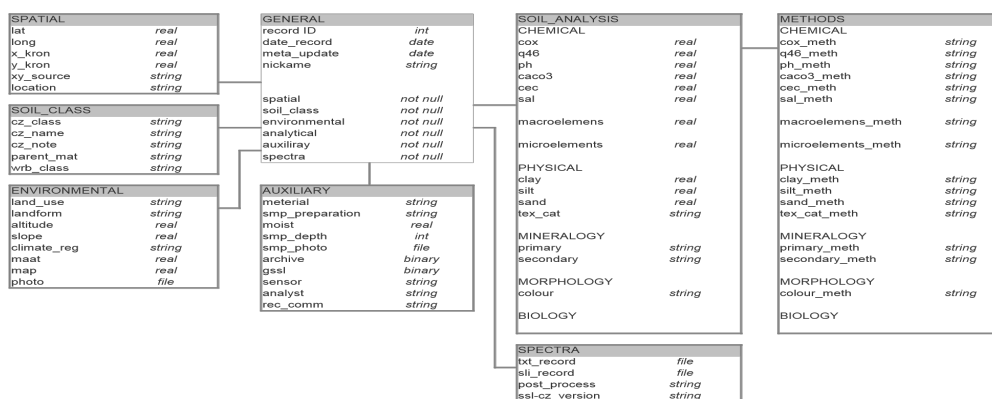 SPATIAL
lat real
long real
x_kron real
y_kron real
xy_source string
location string
SOIL_CLASS
cz_class string
cz_name string
cz_note string
parent_mat string
wrb_class string
ENVIRONMENTAL
land_use string
landform string
altitude real
slope real
climate_reg string
maat real
map real
photo file
GENERAL
record ID int
date_record date
meta_update date
nickame string
spatial not null
soil_class not null
environmental not null
analytical not null
auxiliray not null
spectra not null
AUXILIARY
meterial string
smp_preparation string
moist real
smp_depth int
smp_photo file
archive binary
gssl binary
sensor string
analyst string
rec_comm string
SOIL_ANALYSIS
CHEMICAL
cox real
q46 real
ph real
caco3 real
cec real
sal real
macroelemens real
microelements real
PHYSICAL
clay real
silt real
sand real
tex_cat string
MINERALOGY
primary string
secondary string
MORPHOLOGY
colour string
BIOLOGY
SPECTRA
txt_record file
sli_record file
post_process string
ssl-cz_version string
METHODS
CHEMICAL
cox_meth string
q46_meth string
ph_meth string
caco3_meth string
cec_meth string
sal_meth string
macroelemens_meth string
microelements_meth string
PHYSICAL
clay_meth string
silt_meth string
sand_meth string
tex_cat_meth string
MINERALOGY
primary_meth string
secondary_meth string
MORPHOLOGY
colour_meth string
BIOLOGY